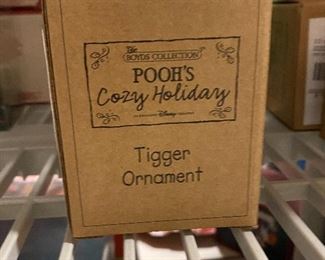 The
BOYDS COLLECTION
POOH'S
Cozy Holiday
Disney
Tigger
Ornament